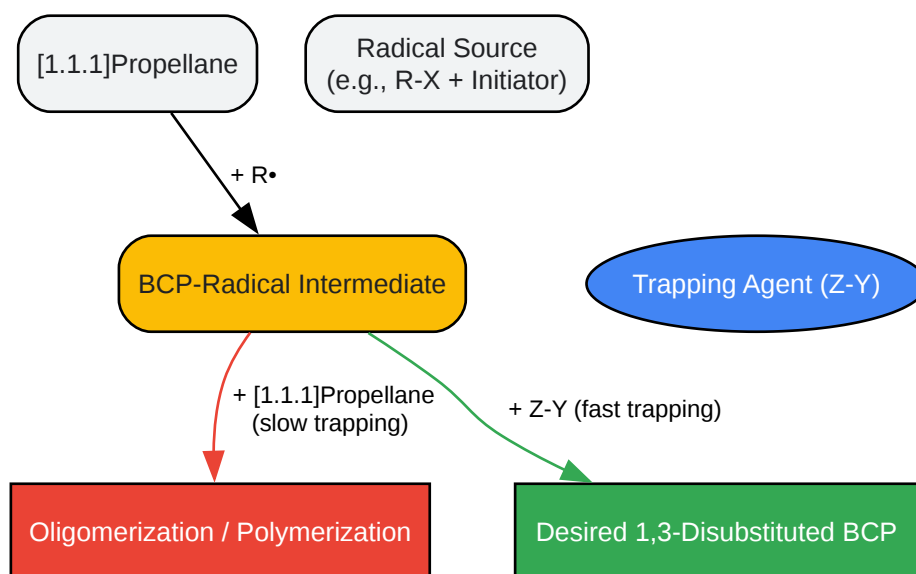 [1.1.1]Propellane
Radical Source
(e.g., R-X + Initiator)
+ R•
BCP-Radical Intermediate
Trapping Agent (Z-Y)
+ [1.1.1]Propellane
(slow trapping)
+ Z-Y (fast trapping)
Oligomerization / Polymerization
Desired 1,3-Disubstituted BCP